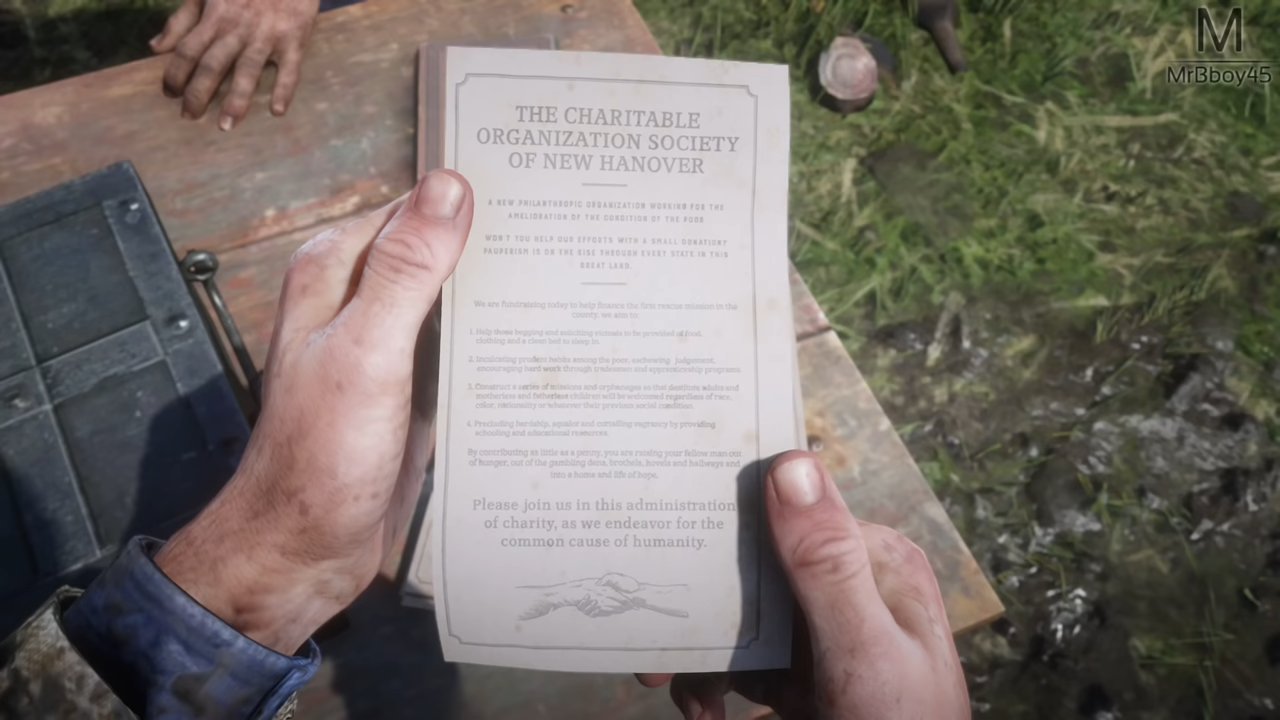 M
MrBboy45
THE CHARITABLE
ORGANIZATION SOCIETY
OF NEW HANOVER
A NEW PHILANTHROPIC ORGANIZATION WORKING FOR THE
AMELIORATION OF THE CONDITION OF THE POOR
WON'T YOU HELP OUR EFFORTS WITH A SMALL DONATION?
PAUPERISM IS ON THE RISE THROUGH EVERY STATE IN THIS
GREAT LAND.
We are fundraising today to help finance the first rescue mission in the
county, we aim to:
1. Help those begging and soliciting victuals to be provided of food,
clothing and a clean bed to sleep in.
2. Inculcating prudent habits among the poor, eschewing judgement,
encouraging hard work through tradesmen and apprenticeship programs.
3. Construct a series of missions and orphanages so that destitute adults and
motherless and fatherless children will be welcomed regardless of race,
color, nationality or whatever their previous social condition.
4. Precluding hardship, squalor and curtailing vagrancy by providing
schooling and educational resources.
By contributing as little as a penny, you are raising your fellow man out
of hunger, out of the gambling dens, brothels, hovels and hallways and
into a home and life of hope.
Please join us in this administration
of charity, as we endeavor for the
common cause of humanity.